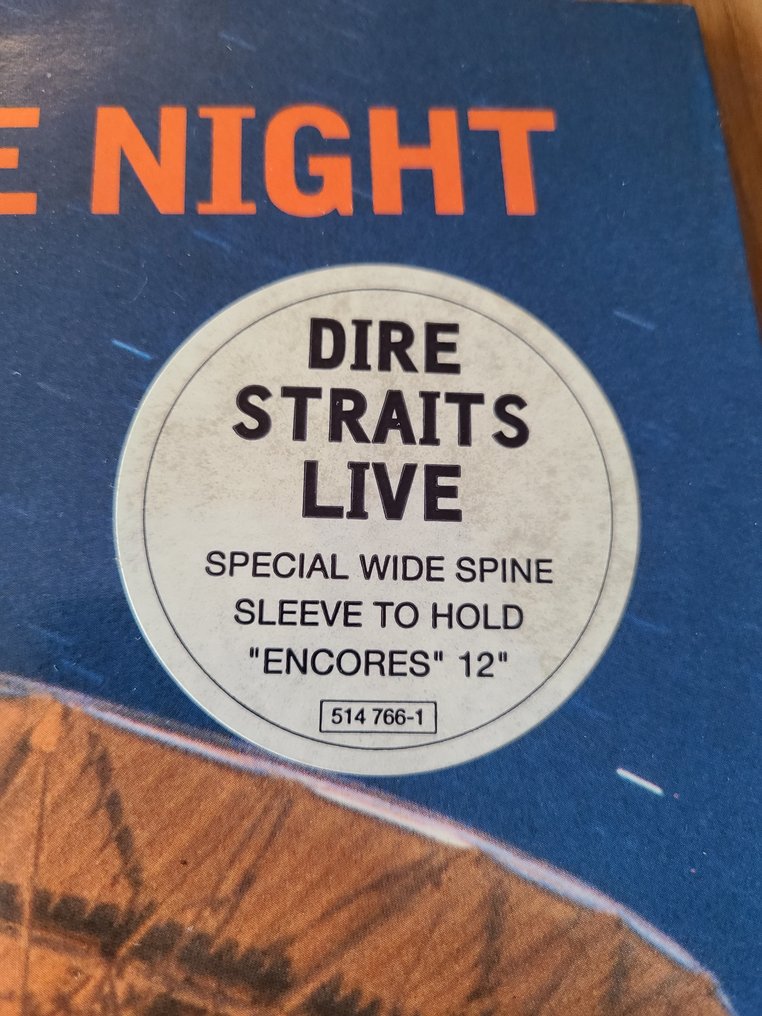 E NIGHT
DIRE
STRAITS
LIVE
SPECIAL WIDE SPINE
SLEEVE TO HOLD
"ENCORES" 12"
514 766-1